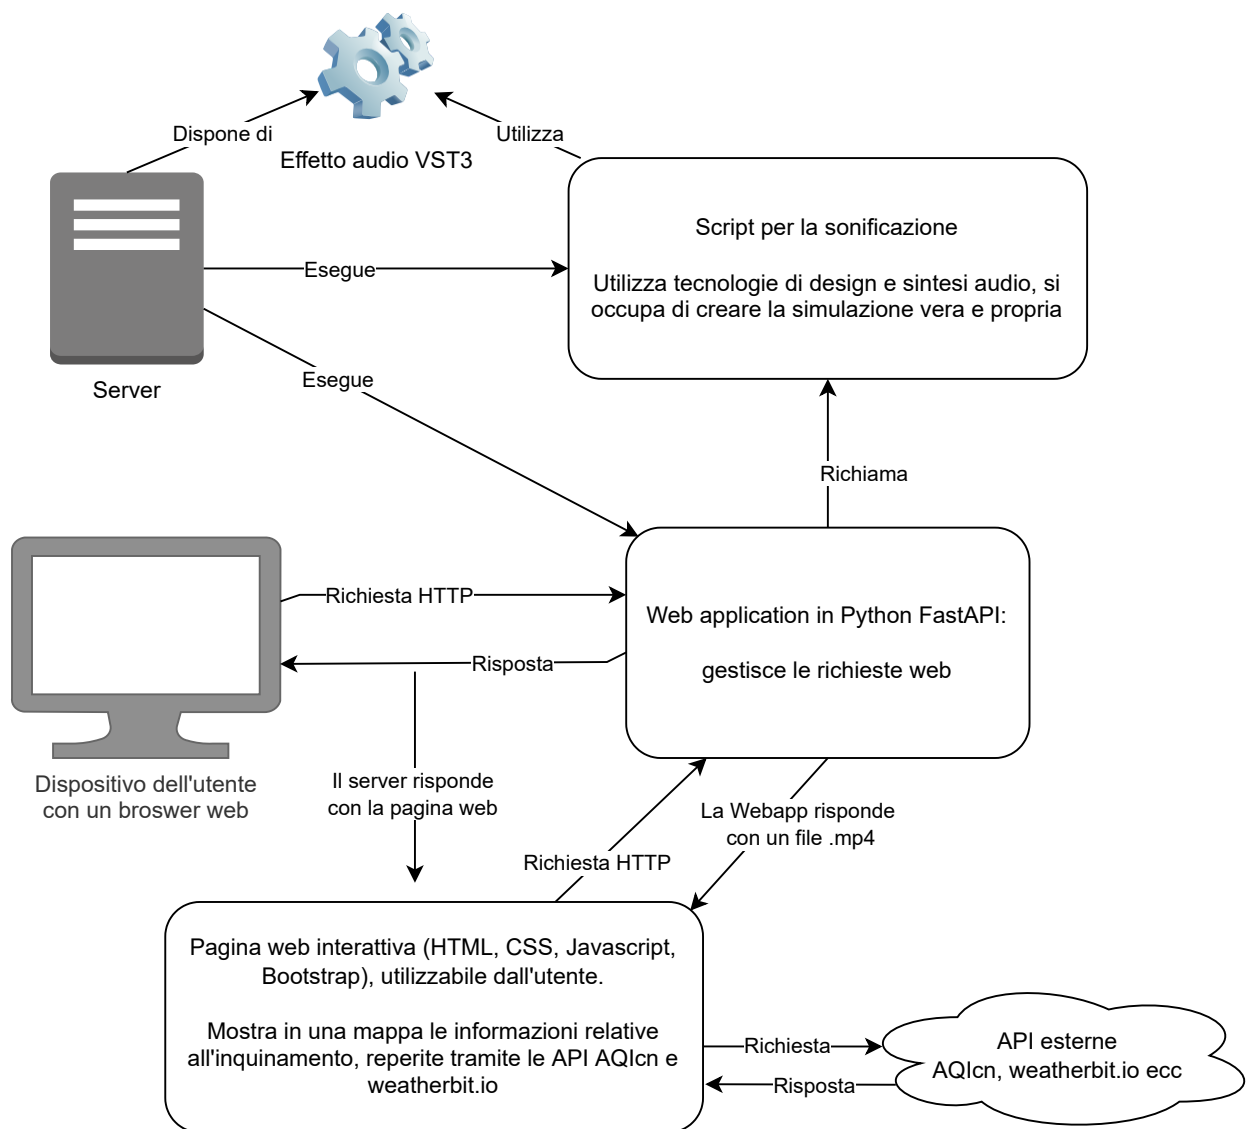 Dispone di
Utilizza
Effetto audio VST3
Script per la sonificazione
Utilizza tecnologie di design e sintesi audio, si
occupa di creare la simulazione vera e propria
Esegue
Server
Esegue
Richiama
Richiesta HTTP
Web application in Python FastAPI:
gestisce le richieste web
Risposta
Dispositivo dell'utente
con un broswer web
Il server risponde
con la pagina web
La Webapp risponde
con un file .mp4
Richiesta HTTP
Pagina web interattiva (HTML, CSS, Javascript,
Bootstrap), utilizzabile dall'utente.
Mostra in una mappa le informazioni relative
all'inquinamento, reperite tramite le API AQIcn e
weatherbit.io
Richiesta
Risposta
API esterne
AQIcn, weatherbit.io ecc